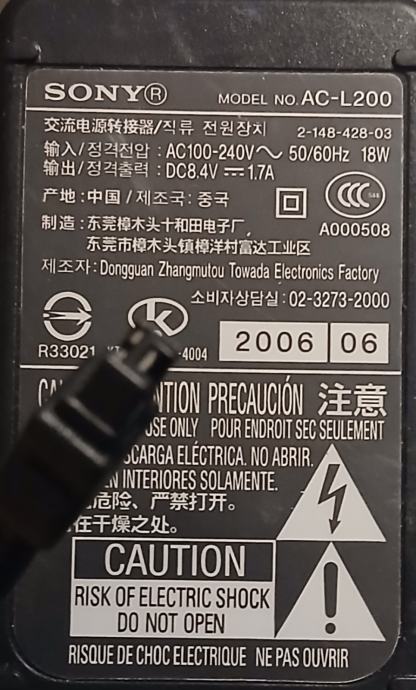 SONY®
MODEL NO. AC-L200
交流电源转接器/직류 전원장치 2-148-428-03
输入/정격전압 : AC100-240V～ 50/60Hz 18W
输出/정격출력 : DC8.4V ⎓ 1.7A
产地:中国/제조국: 중국
制造:东莞樟木头十和田电子厂,
东莞市樟木头镇樟洋村富达工业区
A000508
제조자: Dongguan Zhangmutou Towada Electronics Factory
소비자상담실: 02-3273-2000
R33021 -4004
2006 06
PRECAUCIÓN 注意
USE ONLY POUR ENDROIT SEC SEULEMENT
ELÉCTRICA. NO ABRIR.
INTERIORES SOLAMENTE.
危险、严禁打开。
在干燥之处。
CAUTION
RISK OF ELECTRIC SHOCK
DO NOT OPEN
RISQUE DE CHOC ELECTRIQUE NE PAS OUVRIR